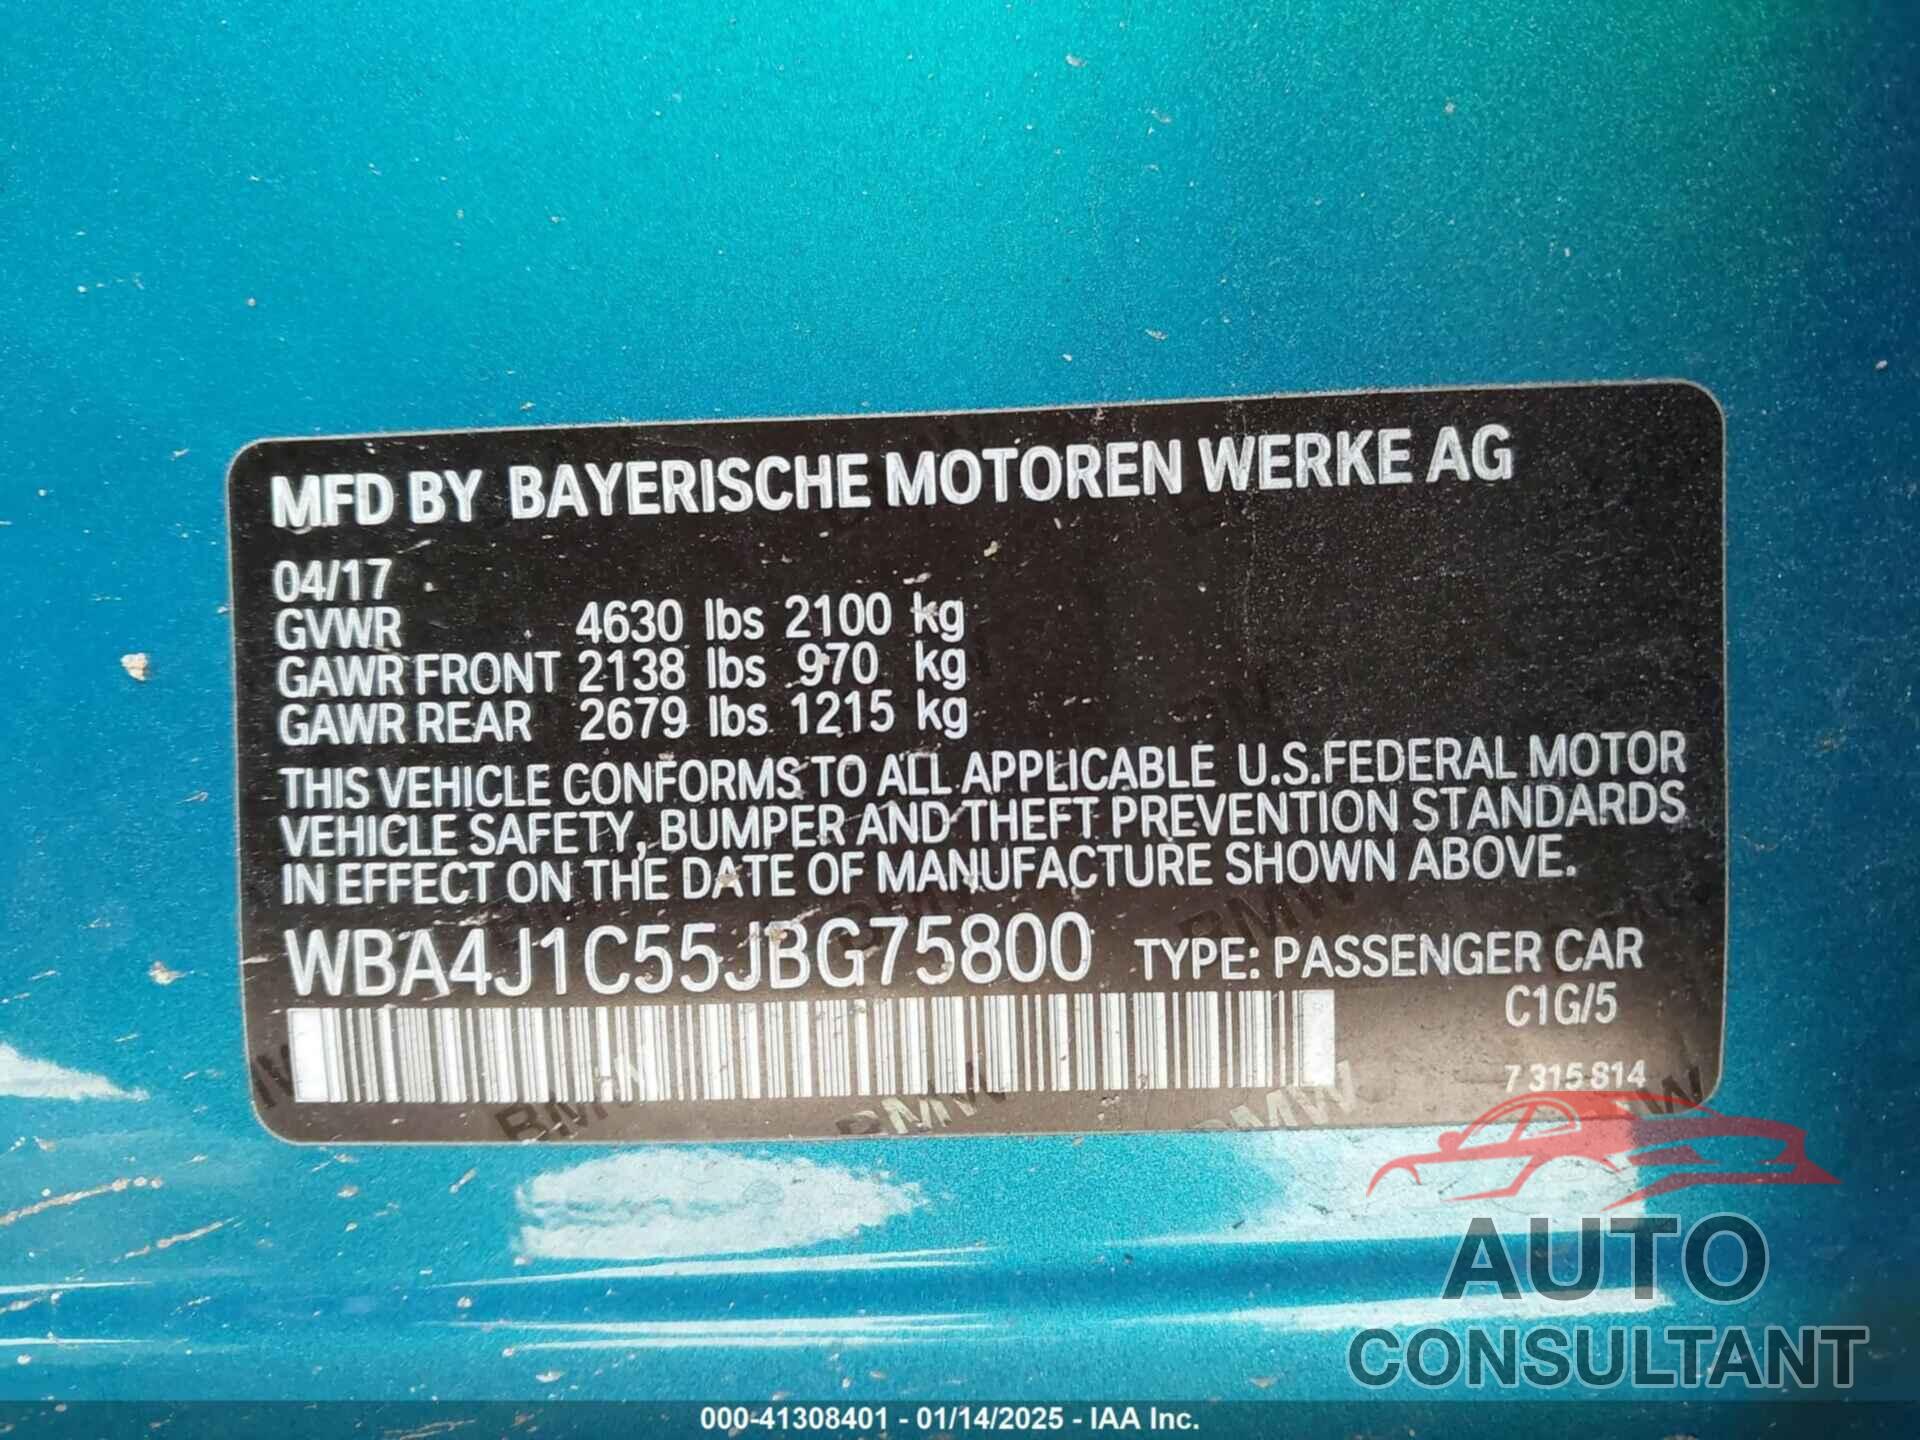 MFD BY BAYERISCHE MOTOREN WERKE AG
04/17
GVWR 4630 lbs 2100 kg
GAWR FRONT 2138 lbs 970 kg
GAWR REAR 2679 lbs 1215 kg
THIS VEHICLE CONFORMS TO ALL APPLICABLE U.S.FEDERAL MOTOR
VEHICLE SAFETY, BUMPER AND THEFT PREVENTION STANDARDS
IN EFFECT ON THE DATE OF MANUFACTURE SHOWN ABOVE.
WBA4J1C55JBG75800 TYPE: PASSENGER CAR
C1G/5
7 315 814
BMW BMW BMW
AUTO
CONSULTANT
000-41308401 - 01/14/2025 - IAA Inc.